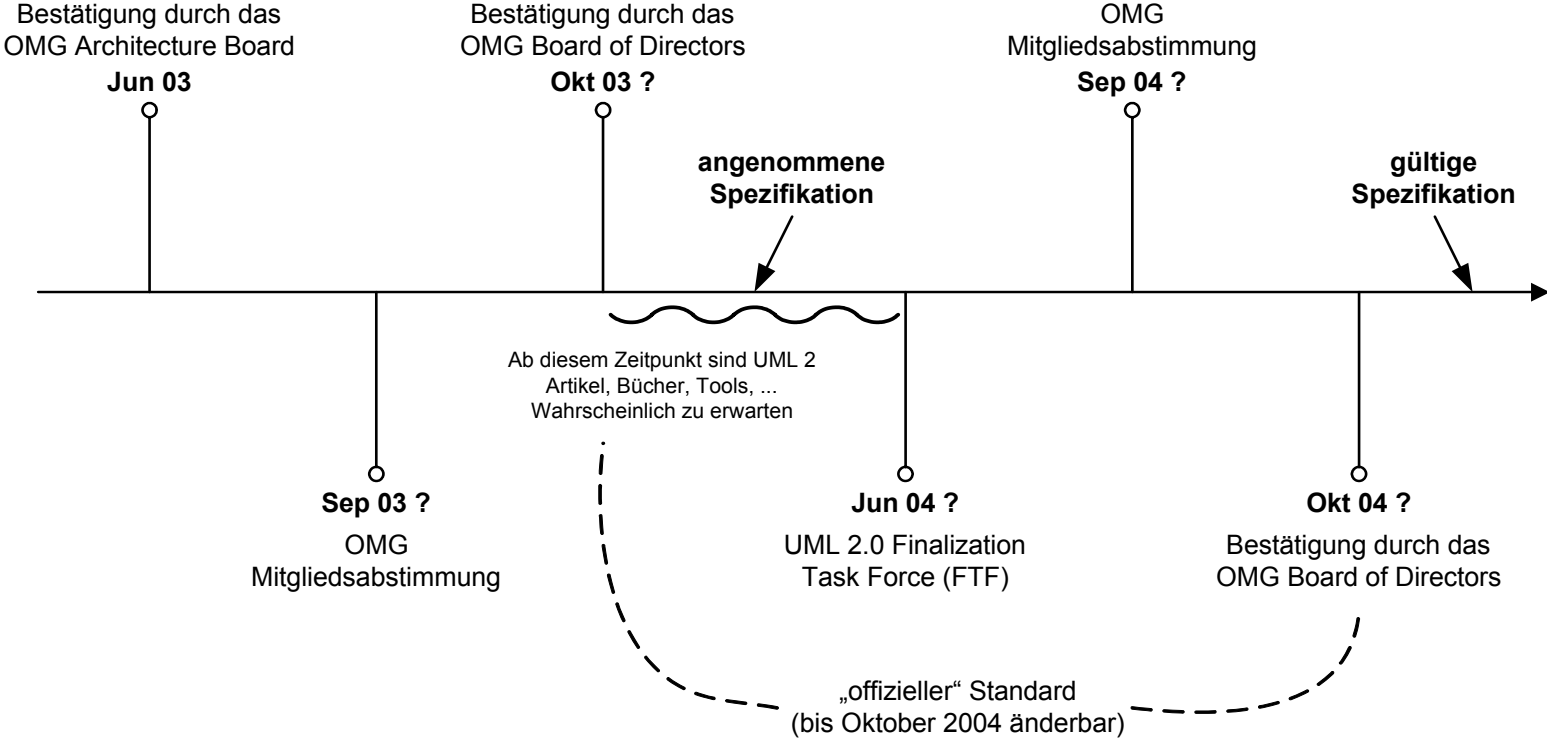 Bestätigung durch das
OMG Architecture Board
Jun 03
Bestätigung durch das
OMG Board of Directors
Okt 03 ?
OMG
Mitgliedsabstimmung
Sep 04 ?
angenommene
Spezifikation
gültige
Spezifikation
Ab diesem Zeitpunkt sind UML 2
Artikel, Bücher, Tools, ...
Wahrscheinlich zu erwarten
Sep 03 ?
OMG
Mitgliedsabstimmung
Jun 04 ?
UML 2.0 Finalization
Task Force (FTF)
Okt 04 ?
Bestätigung durch das
OMG Board of Directors
„offizieller“ Standard
(bis Oktober 2004 änderbar)